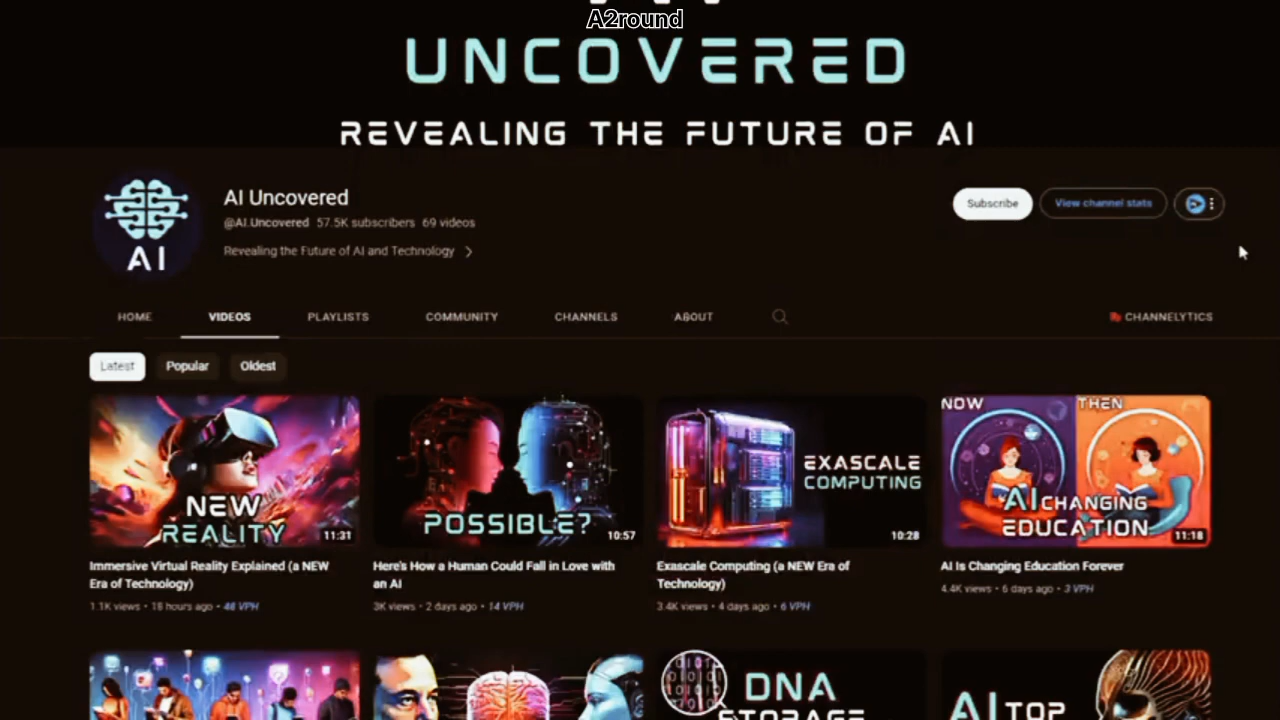 A2round
UNCOVERED
REVEALING THE FUTURE OF AI
AI
AI Uncovered
@AI.Uncovered 57.5K subscribers 69 videos
Revealing the Future of AI and Technology
Subscribe
View channel stats
HOME VIDEOS PLAYLISTS COMMUNITY CHANNELS ABOUT CHANNELYTICS
Latest Popular Oldest
NEW
REALITY
11:31
POSSIBLE?
10:57
EXASCALE
COMPUTING
10:28
NOW THEN
AI CHANGING
EDUCATION
11:18
Immersive Virtual Reality Explained (a NEW
Era of Technology)
1.1K views • 18 hours ago • 48 VPH
Here's How a Human Could Fall in Love with
an AI
3K views • 2 days ago • 14 VPH
Exascale Computing (a NEW Era of
Technology)
3.4K views • 4 days ago • 6 VPH
AI Is Changing Education Forever
4.4K views • 6 days ago • 3 VPH
DNA
STORAGE
AI TOP